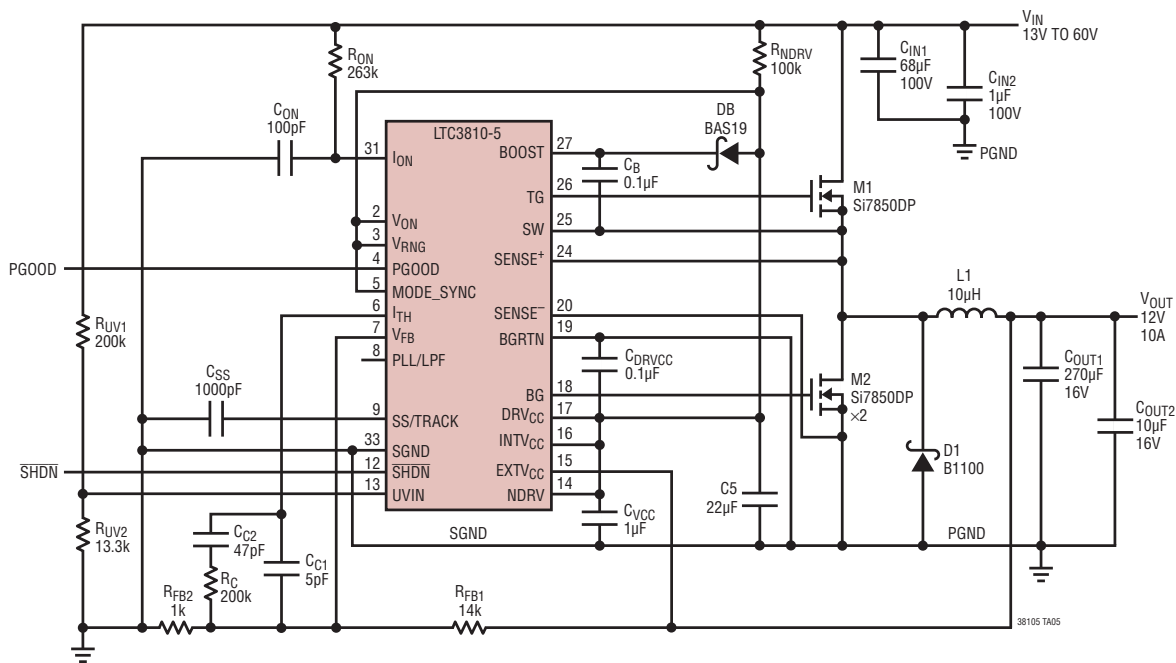 VIN
13V TO 60V
RON
263k
RNDRV
100k
CIN1
68µF
100V
CIN2
1µF
100V
PGND
CON
100pF
DB
BAS19
LTC3810-5
31
ION
BOOST
27
CB
0.1µF
TG
26
M1
Si7850DP
2
VON
SW
25
3
VRNG
SENSE+
24
PGOOD
4
PGOOD
5
MODE_SYNC
6
ITH
SENSE–
20
7
VFB
BGRTN
19
8
PLL/LPF
CDRVCC
0.1µF
L1
10µH
VOUT
12V
10A
RUV1
200k
BG
18
M2
Si7850DP
×2
COUT1
270µF
16V
CSS
1000pF
9
SS/TRACK
DRVCC
17
33
SGND
INTVCC
16
COUT2
10µF
16V
SHDN
12
SHDN
EXTVCC
15
D1
B1100
13
UVIN
NDRV
14
C5
22µF
CVCC
1µF
RUV2
13.3k
SGND
PGND
CC2
47pF
CC1
5pF
RC
200k
RFB2
1k
RFB1
14k
38105 TA05